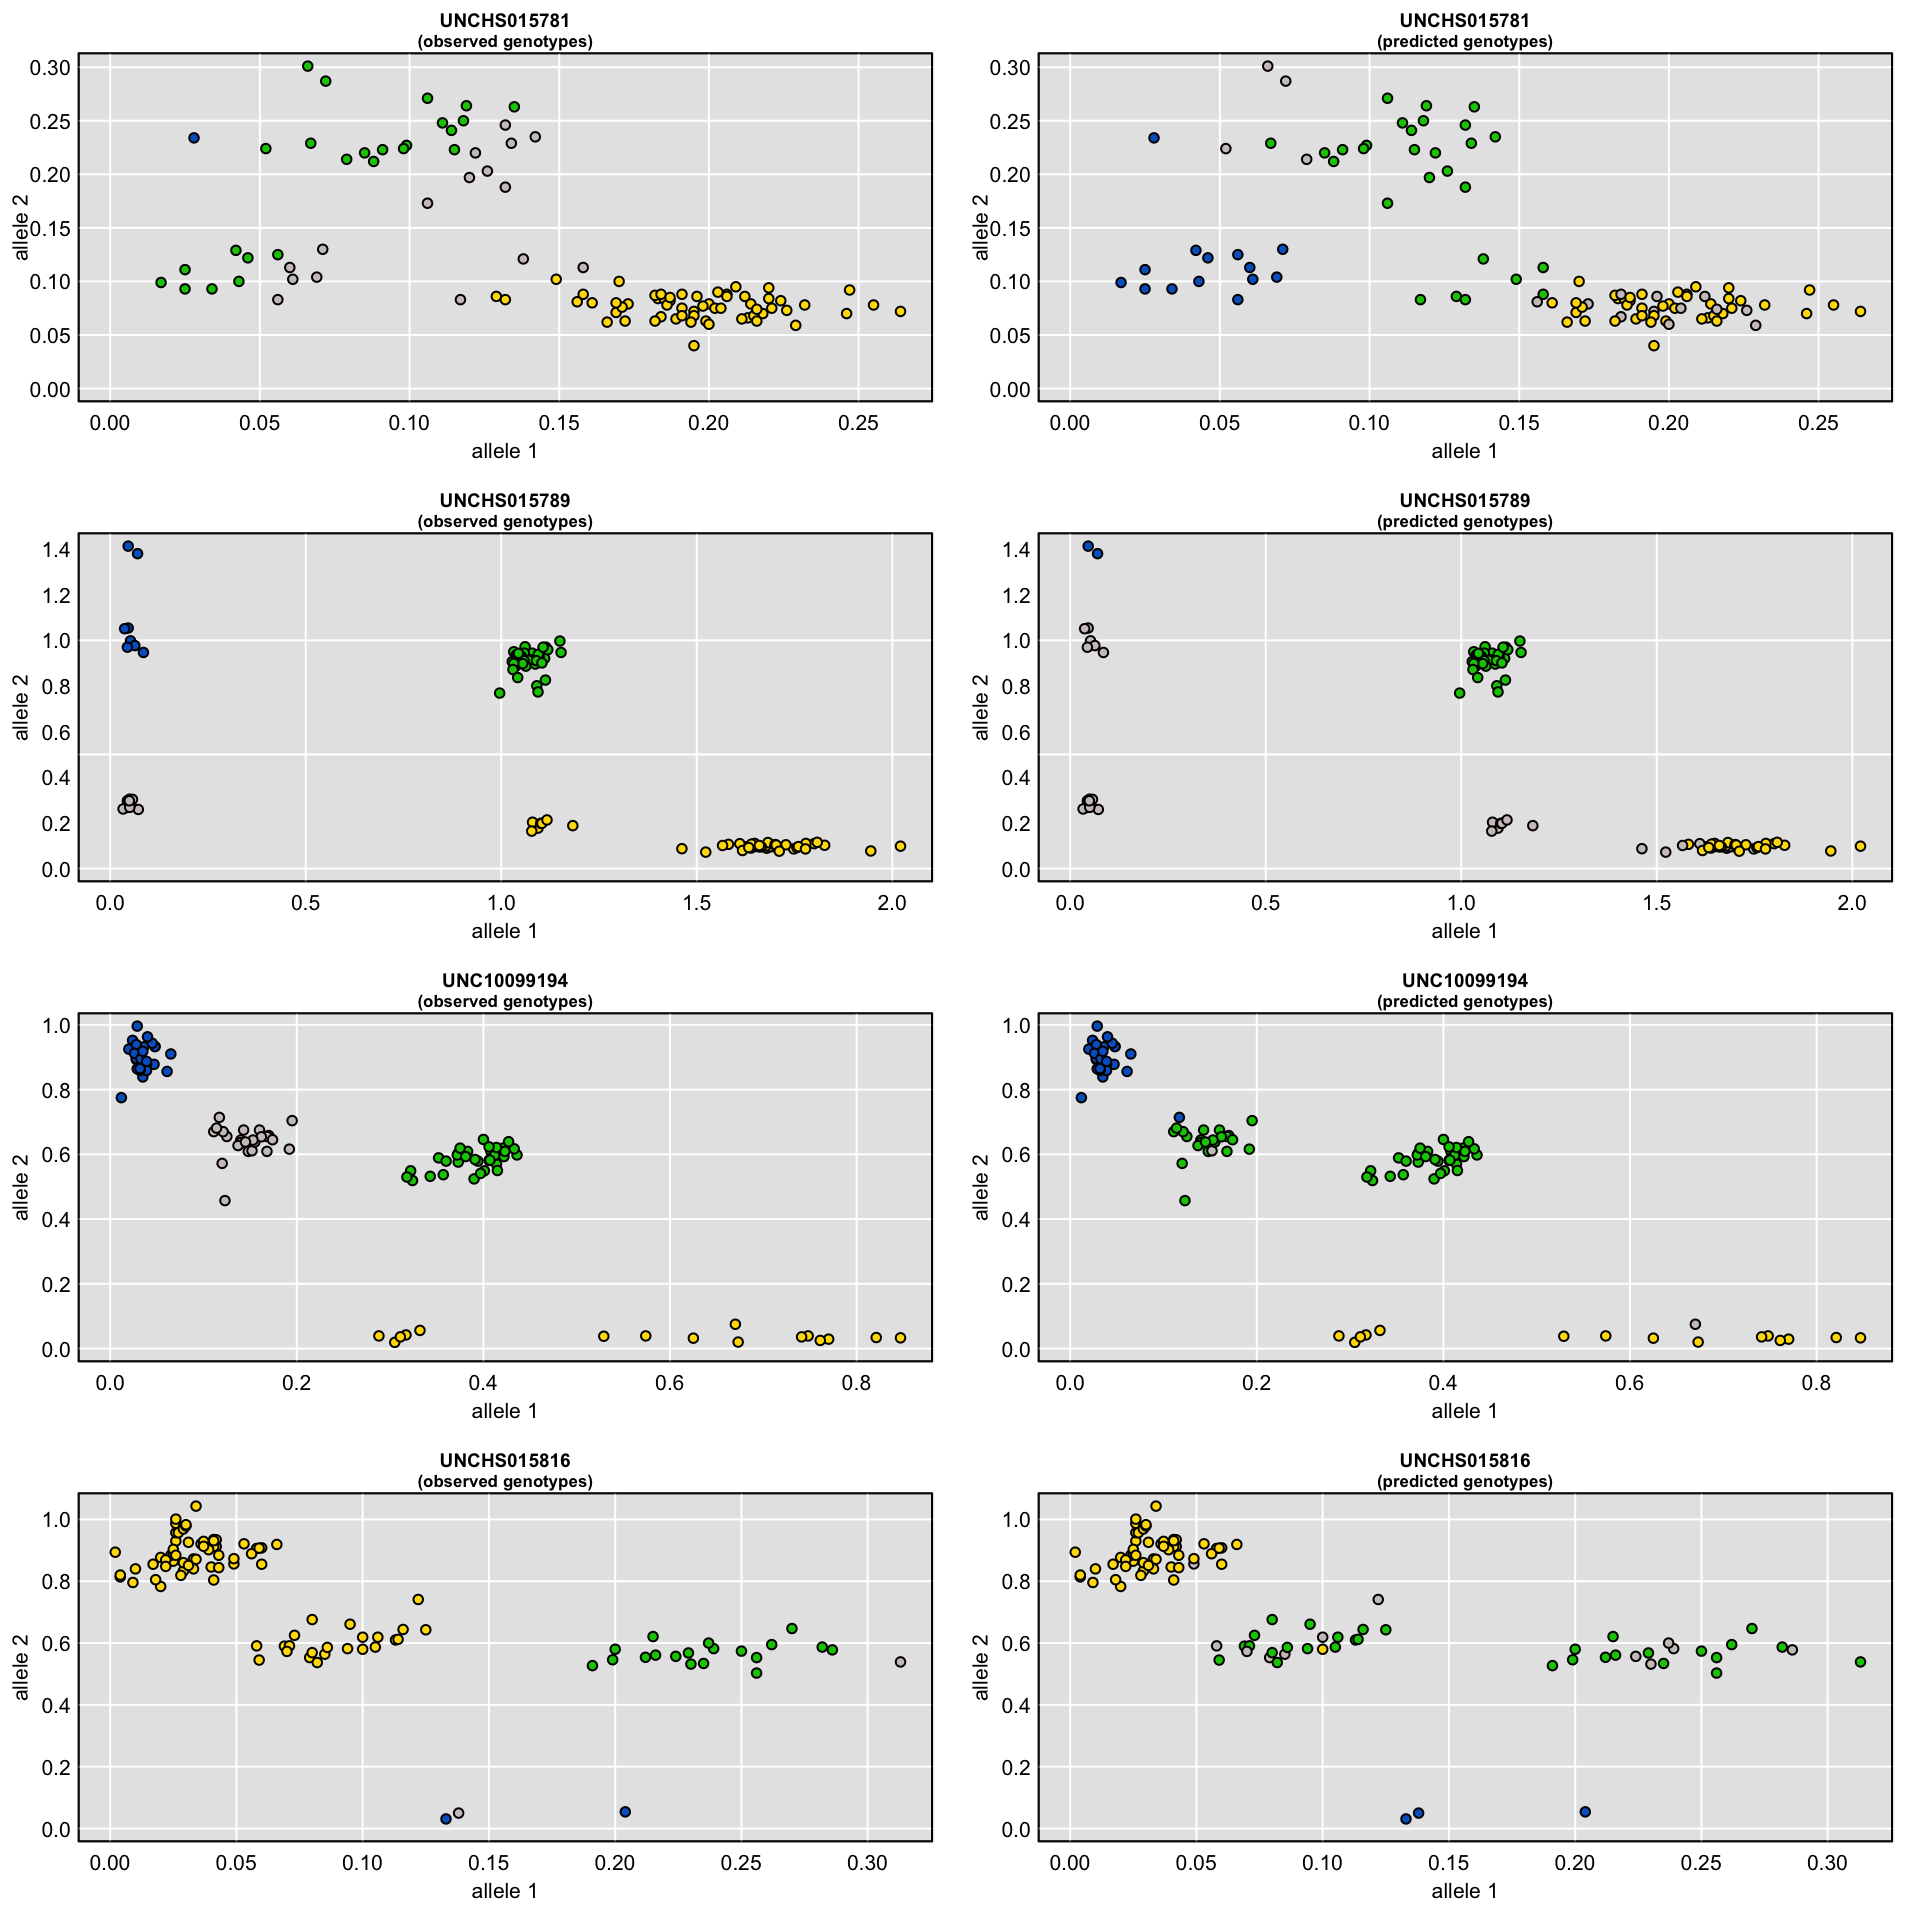 UNCHS015781
(observed genotypes)
allele 2
0.30
0.25
0.20
0.15
0.10
0.05
0.00
0.00 0.05 0.10 0.15 0.20 0.25
allele 1
UNCHS015781
(predicted genotypes)
allele 2
0.30
0.25
0.20
0.15
0.10
0.05
0.00
0.00 0.05 0.10 0.15 0.20 0.25
allele 1
UNCHS015789
(observed genotypes)
allele 2
1.4
1.2
1.0
0.8
0.6
0.4
0.2
0.0
0.0 0.5 1.0 1.5 2.0
allele 1
UNCHS015789
(predicted genotypes)
allele 2
1.4
1.2
1.0
0.8
0.6
0.4
0.2
0.0
0.0 0.5 1.0 1.5 2.0
allele 1
UNC10099194
(observed genotypes)
allele 2
1.0
0.8
0.6
0.4
0.2
0.0
0.0 0.2 0.4 0.6 0.8
allele 1
UNC10099194
(predicted genotypes)
allele 2
1.0
0.8
0.6
0.4
0.2
0.0
0.0 0.2 0.4 0.6 0.8
allele 1
UNCHS015816
(observed genotypes)
allele 2
1.0
0.8
0.6
0.4
0.2
0.0
0.00 0.05 0.10 0.15 0.20 0.25 0.30
allele 1
UNCHS015816
(predicted genotypes)
allele 2
1.0
0.8
0.6
0.4
0.2
0.0
0.00 0.05 0.10 0.15 0.20 0.25 0.30
allele 1